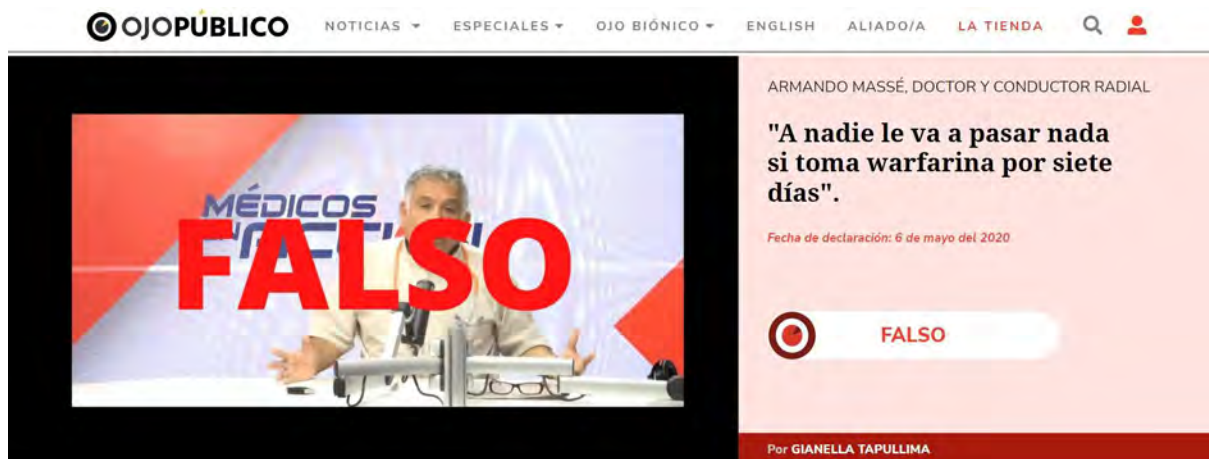 OJOPÚBLICO NOTICIAS ESPECIALES OJO BIÓNICO ENGLISH ALIADO/A LA TIENDA
MÉDICOS
FALSO
ARMANDO MASSÉ, DOCTOR Y CONDUCTOR RADIAL
"A nadie le va a pasar nada
si toma warfarina por siete
días".
Fecha de declaración: 6 de mayo del 2020
FALSO
Por GIANELLA TAPULLIMA